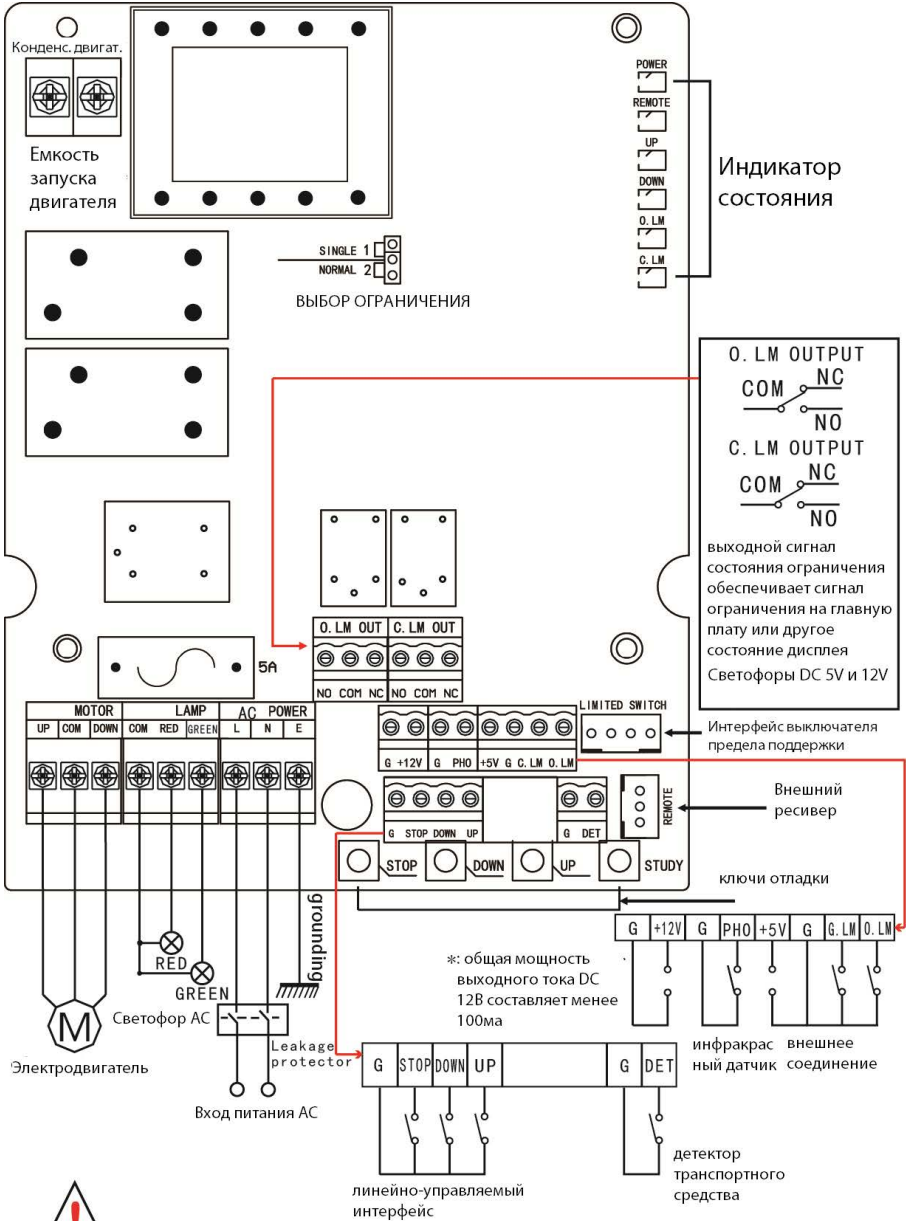 Конденс. двигат.
Емкость
запуска
двигателя
POWER
REMOTE
UP
DOWN
O. LM
C. LM
Индикатор
состояния
SINGLE 1
NORMAL 2
ВЫБОР ОГРАНИЧЕНИЯ
O. LM OUTPUT
COM NC
NO
C. LM OUTPUT
COM NC
NO
выходной сигнал
состояния ограничения
обеспечивает сигнал
ограничения на главную
плату или другое
состояние дисплея
Светофоры DC 5V и 12V
5A
O. LM OUT C. LM OUT
NO COM NC NO COM NC
MOTOR LAMP AC POWER
UP COM DOWN COM RED GREEN L N E
LIMITED SWITCH
G +12V G PHO +5V G C. LM O. LM
Интерфейс выключателя
предела поддержки
REMOTE
Внешний
ресивер
G STOP DOWN UP G DET
STOP DOWN UP STUDY
ключи отладки
grounding
RED
GREEN
M
Электродвигатель
Светофор AC
Leakage
protector
Вход питания AC
*: общая мощность
выходного тока DC
12В составляет менее
100ма
G +12V G PHO +5V G G. LM O. LM
инфракрас
ный датчик
внешнее
соединение
G STOP DOWN UP G DET
линейно-управляемый
интерфейс
детектор
транспортного
средства